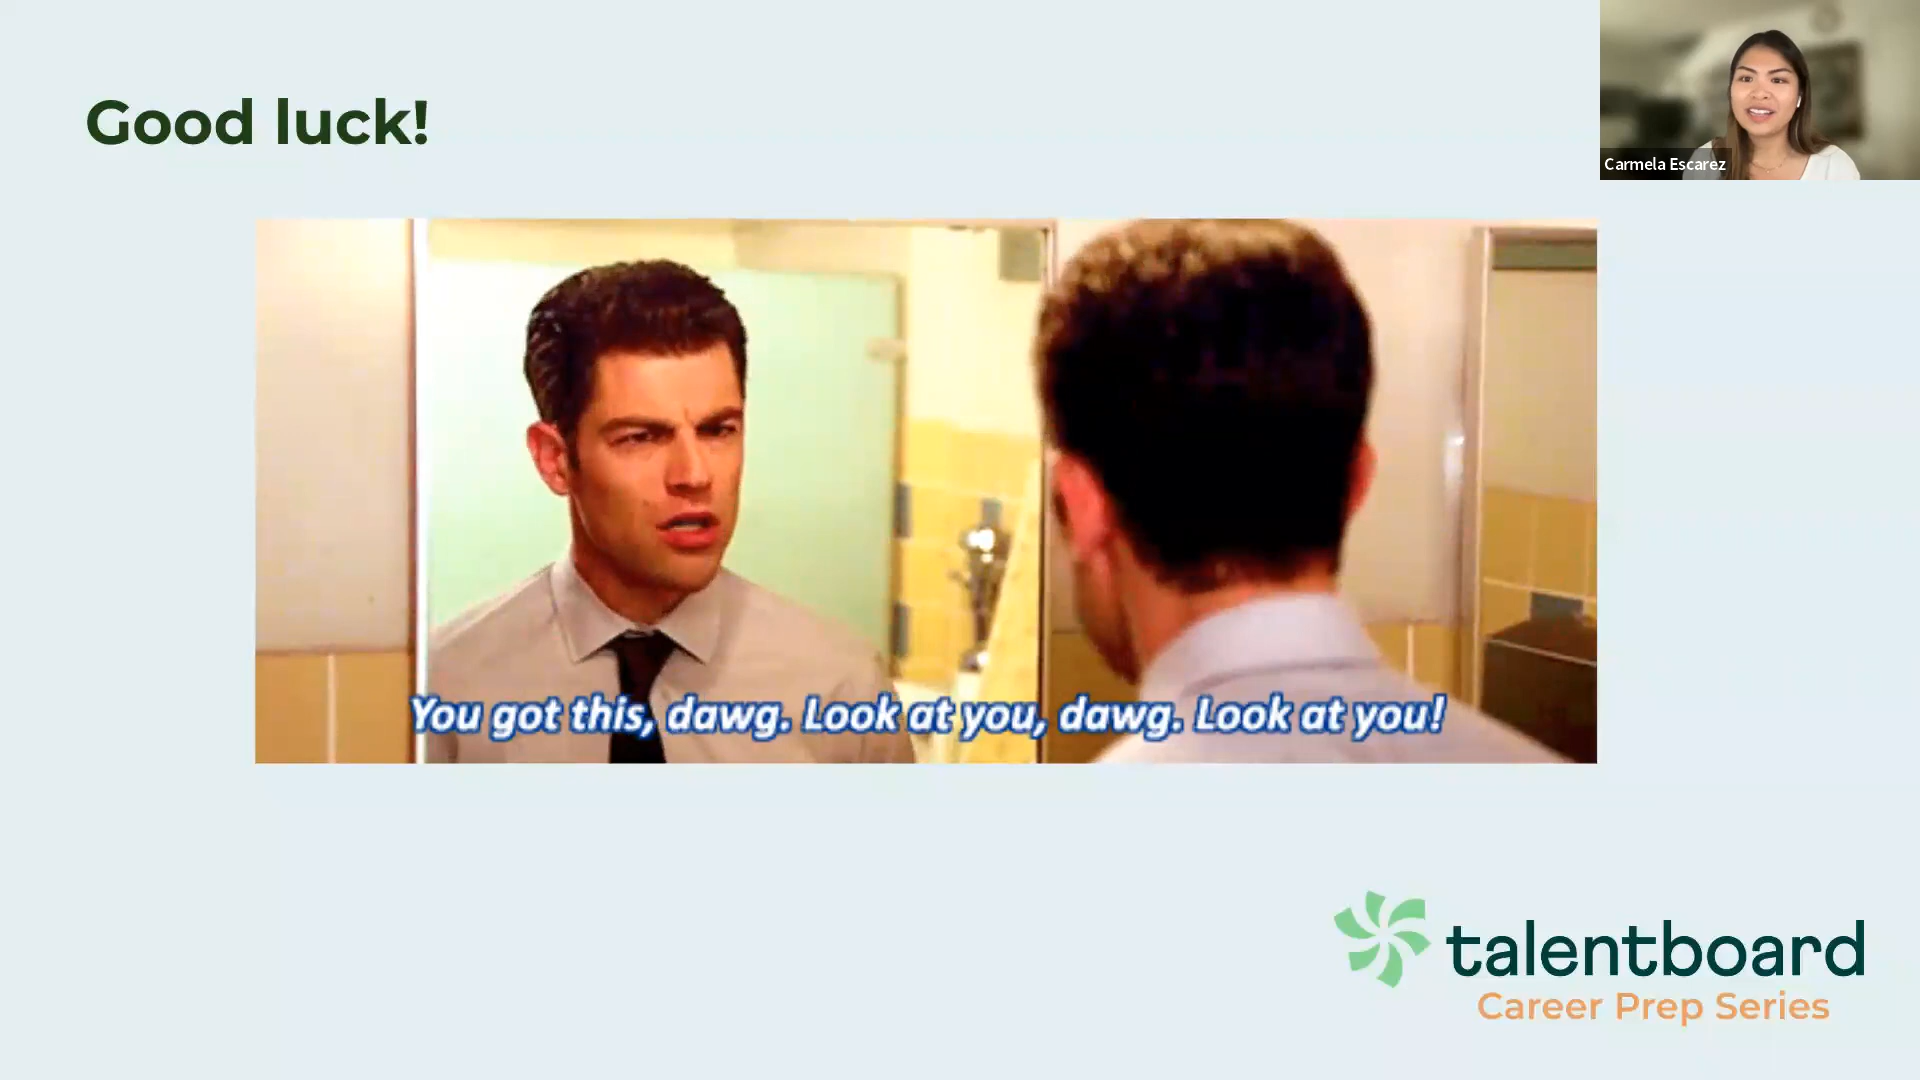 Good luck!
Carmela Escarez
You got this, dawg. Look at you, dawg. Look at you!
talentboard
Career Prep Series